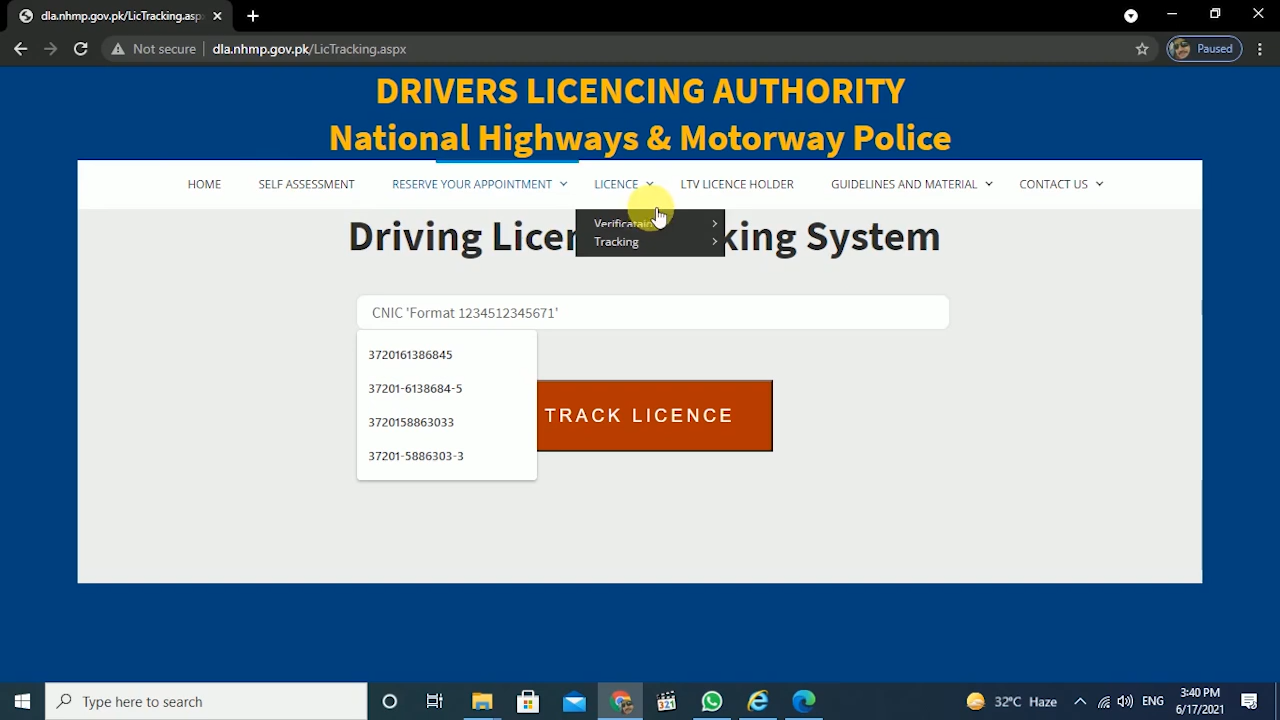 dla.nhmp.gov.pk/LicTracking.asp
Not secure
dla.nhmp.gov.pk/LicTracking.aspx
Paused
DRIVERS LICENCING AUTHORITY
National Highways & Motorway Police
HOME
SELF ASSESSMENT
RESERVE YOUR APPOINTMENT
LICENCE
LTV LICENCE HOLDER
GUIDELINES AND MATERIAL
CONTACT US
Tracking
Driving Licen king System
CNIC 'Format 1234512345671'
3720161386845
37201-6138684-5
3720158863033
37201-5886303-3
TRACK LICENCE
Type here to search
321
32°C Haze
ENG
3:40 PM
6/17/2021